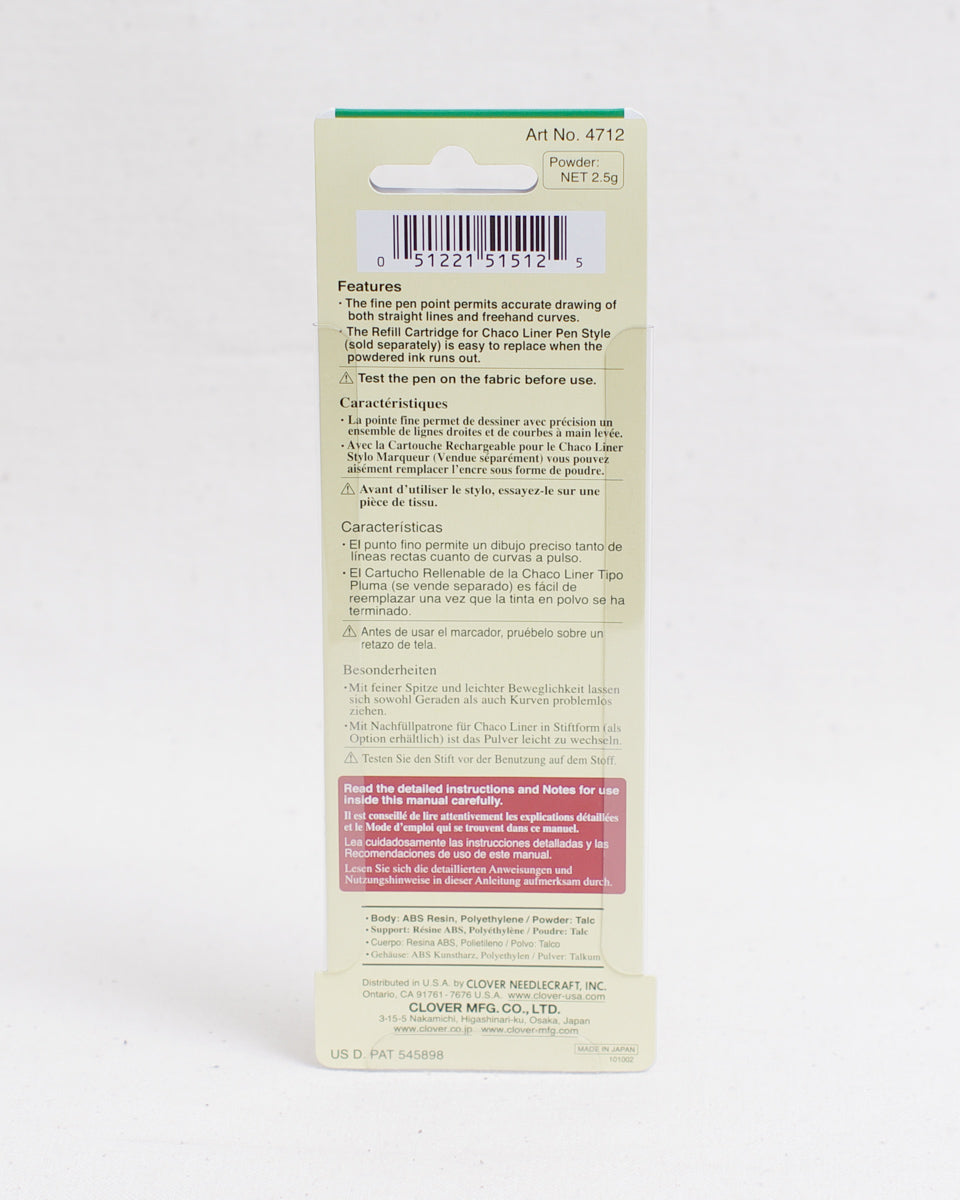 Art No. 4712
Powder:
NET 2.5g
0 51221 51512 5
Features
· The fine pen point permits accurate drawing of
both straight lines and freehand curves.
· The Refill Cartridge for Chaco Liner Pen Style
(sold separately) is easy to replace when the
powdered ink runs out.
⚠ Test the pen on the fabric before use.
Caractéristiques
· La pointe fine permet de dessiner avec précision un
ensemble de lignes droites et de courbes à main levée.
· Avec la Cartouche Rechargeable pour le Chaco Liner
Stylo Marqueur (Vendue séparément) vous pouvez
aisément remplacer l'encre sous forme de poudre.
⚠ Avant d'utiliser le stylo, essayez-le sur une
pièce de tissu.
Características
· El punto fino permite un dibujo preciso tanto de
líneas rectas cuanto de curvas a pulso.
· El Cartucho Rellenable de la Chaco Liner Tipo
Pluma (se vende separado) es fácil de
reemplazar una vez que la tinta en polvo se ha
terminado.
⚠ Antes de usar el marcador, pruébelo sobre un
retazo de tela.
Besonderheiten
· Mit feiner Spitze und leichter Beweglichkeit lassen
sich sowohl Geraden als auch Kurven problemlos
ziehen.
· Mit Nachfüllpatrone für Chaco Liner in Stiftform (als
Option erhältlich) ist das Pulver leicht zu wechseln.
⚠ Testen Sie den Stift vor der Benutzung auf dem Stoff.
Read the detailed instructions and Notes for use
inside this manual carefully.
Il est conseillé de lire attentivement les explications détaillées
et le Mode d'emploi qui se trouvent dans ce manuel.
Lea cuidadosamente las instrucciones detalladas y las
Recomendaciones de uso de este manual.
Lesen Sie sich die detaillierten Anweisungen und
Nutzungshinweise in dieser Anleitung aufmerksam durch.
· Body: ABS Resin, Polyethylene / Powder: Talc
· Support: Résine ABS, Polyéthylène / Poudre: Talc
· Cuerpo: Resina ABS, Polietileno / Polvo: Talco
· Gehäuse: ABS Kunstharz, Polyethylen / Pulver: Talkum
Distributed in U.S.A. by CLOVER NEEDLECRAFT, INC.
Ontario, CA 91761-7676 U.S.A. www.clover-usa.com
CLOVER MFG. CO., LTD.
3-15-5 Nakamichi, Higashinari-ku, Osaka, Japan
www.clover.co.jp www.clover-mfg.com
US D. PAT 545898
MADE IN JAPAN
101002